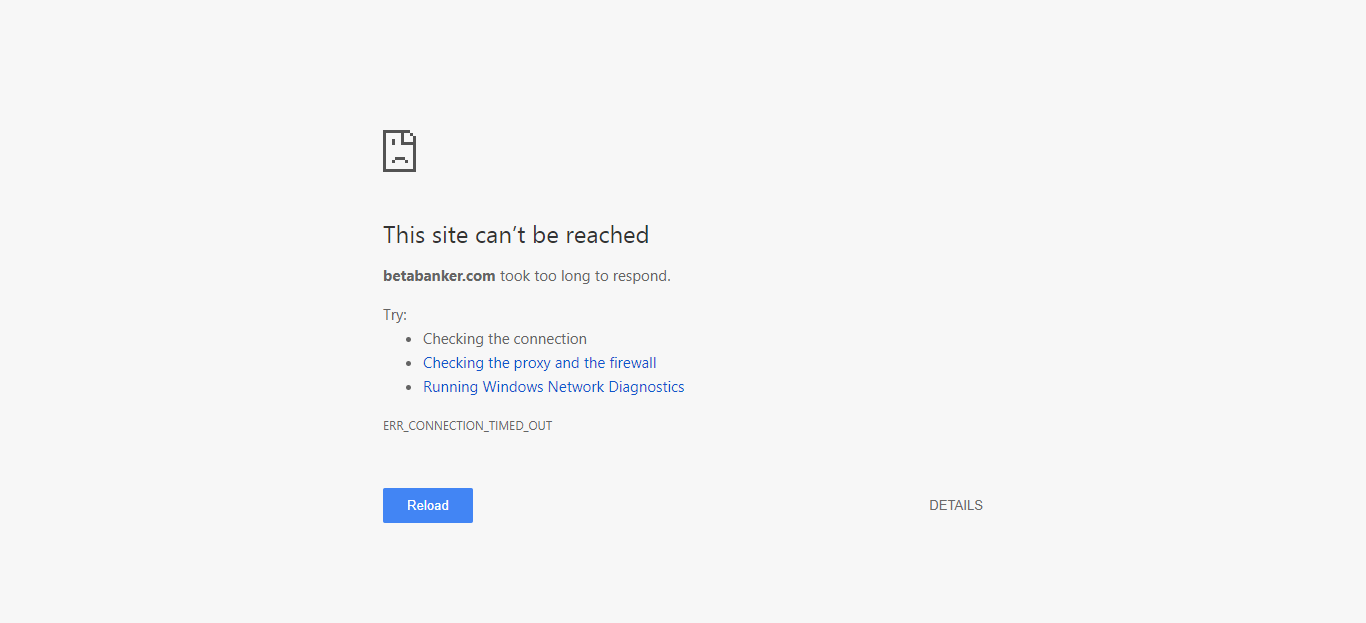 This site can’t be reached
betabanker.com took too long to respond.
Try:
• Checking the connection
• Checking the proxy and the firewall
• Running Windows Network Diagnostics
ERR_CONNECTION_TIMED_OUT
Reload DETAILS